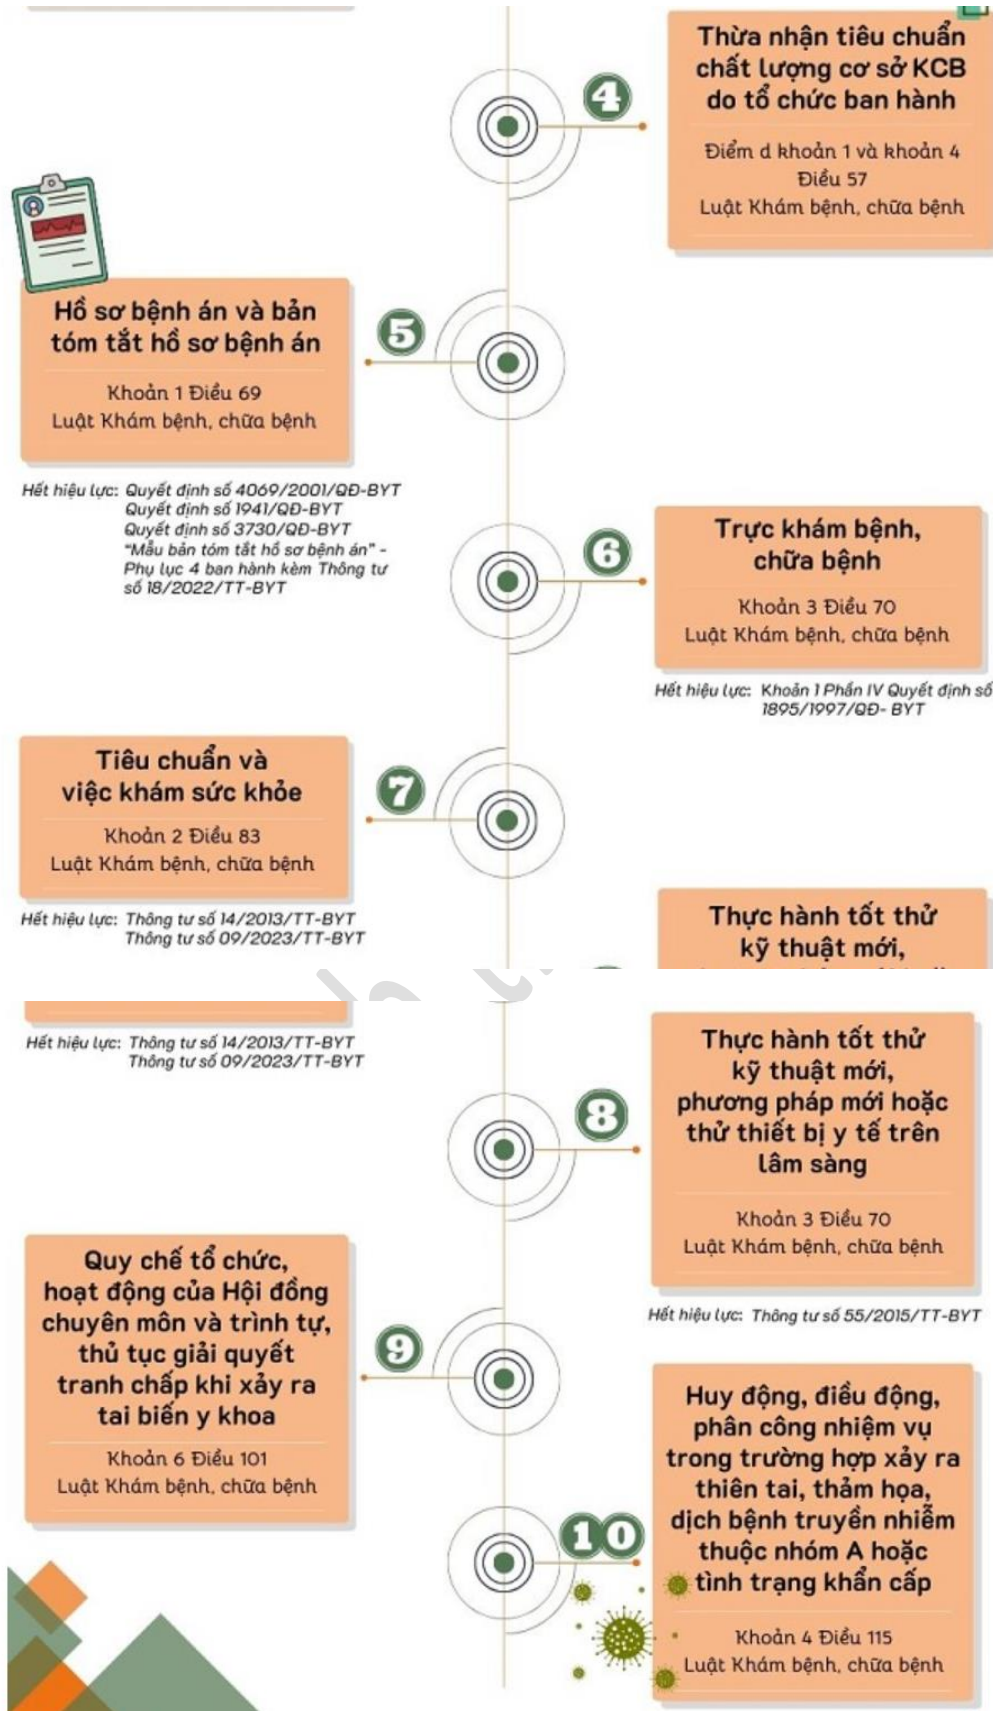 4
Thừa nhận tiêu chuẩn
chất lượng cơ sở KCB
do tổ chức ban hành
Điểm d khoản 1 và khoản 4
Điều 57
Luật Khám bệnh, chữa bệnh
5
Hồ sơ bệnh án và bản
tóm tắt hồ sơ bệnh án
Khoản 1 Điều 69
Luật Khám bệnh, chữa bệnh
Hết hiệu lực: Quyết định số 4069/2001/QĐ-BYT
Quyết định số 1941/QĐ-BYT
Quyết định số 3730/QĐ-BYT
“Mẫu bản tóm tắt hồ sơ bệnh án” -
Phụ lục 4 ban hành kèm Thông tư
số 18/2022/TT-BYT
6
Trực khám bệnh,
chữa bệnh
Khoản 3 Điều 70
Luật Khám bệnh, chữa bệnh
Hết hiệu lực: Khoản 1 Phần IV Quyết định số
1895/1997/QĐ- BYT
7
Tiêu chuẩn và
việc khám sức khỏe
Khoản 2 Điều 83
Luật Khám bệnh, chữa bệnh
Hết hiệu lực: Thông tư số 14/2013/TT-BYT
Thông tư số 09/2023/TT-BYT
Thực hành tốt thử
kỹ thuật mới,
Hết hiệu lực: Thông tư số 14/2013/TT-BYT
Thông tư số 09/2023/TT-BYT
8
Thực hành tốt thử
kỹ thuật mới,
phương pháp mới hoặc
thử thiết bị y tế trên
lâm sàng
Khoản 3 Điều 70
Luật Khám bệnh, chữa bệnh
Hết hiệu lực: Thông tư số 55/2015/TT-BYT
9
Quy chế tổ chức,
hoạt động của Hội đồng
chuyên môn và trình tự,
thủ tục giải quyết
tranh chấp khi xảy ra
tai biến y khoa
Khoản 6 Điều 101
Luật Khám bệnh, chữa bệnh
10
Huy động, điều động,
phân công nhiệm vụ
trong trường hợp xảy ra
thiên tai, thảm họa,
dịch bệnh truyền nhiễm
thuộc nhóm A hoặc
tình trạng khẩn cấp
Khoản 4 Điều 115
Luật Khám bệnh, chữa bệnh